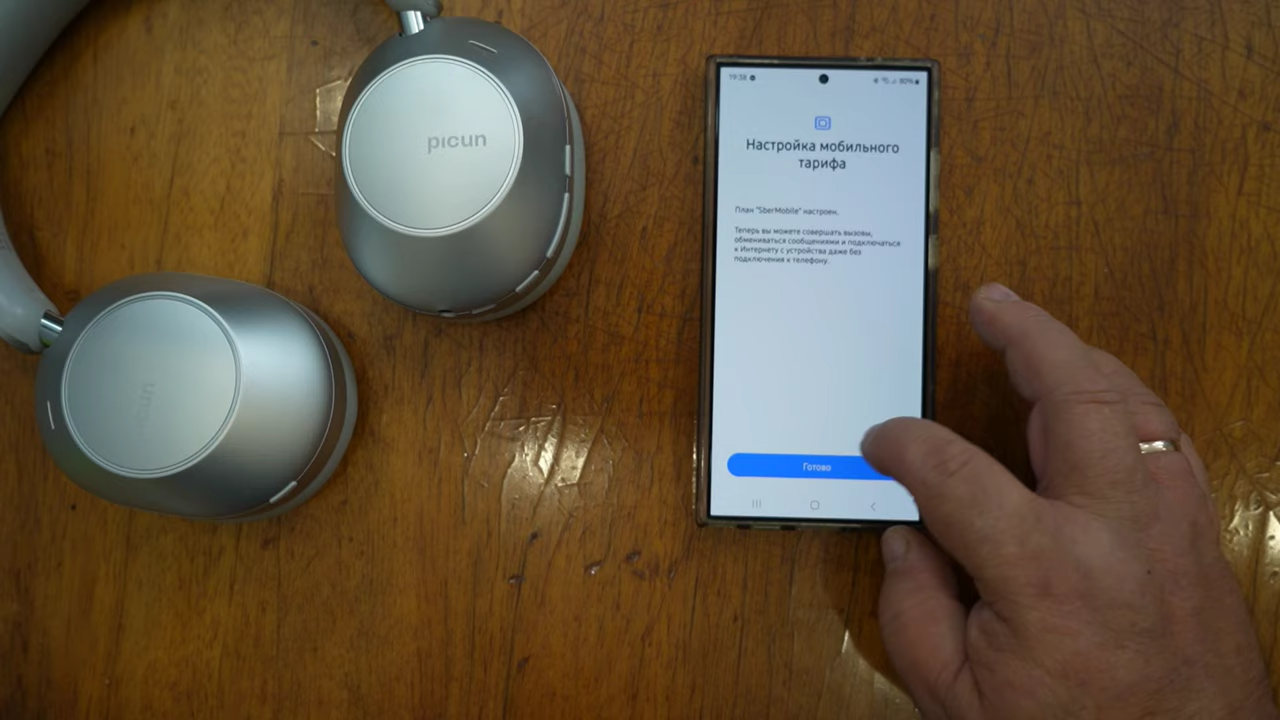 picun
picun
19:38
80%
Настройка мобильного
тарифа
План "SberMobile" настроен.
Теперь вы можете совершать вызовы,
обмениваться сообщениями и подключаться
к Интернету с устройства даже без
подключения к телефону.
Готово